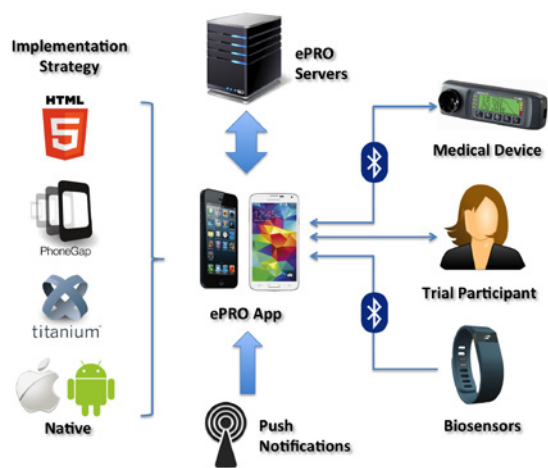 Implementation
Strategy
HTML
5
PhoneGap
titanium
Native
ePRO
Servers
ePRO App
Push
Notifications
Medical Device
Trial Participant
Biosensors